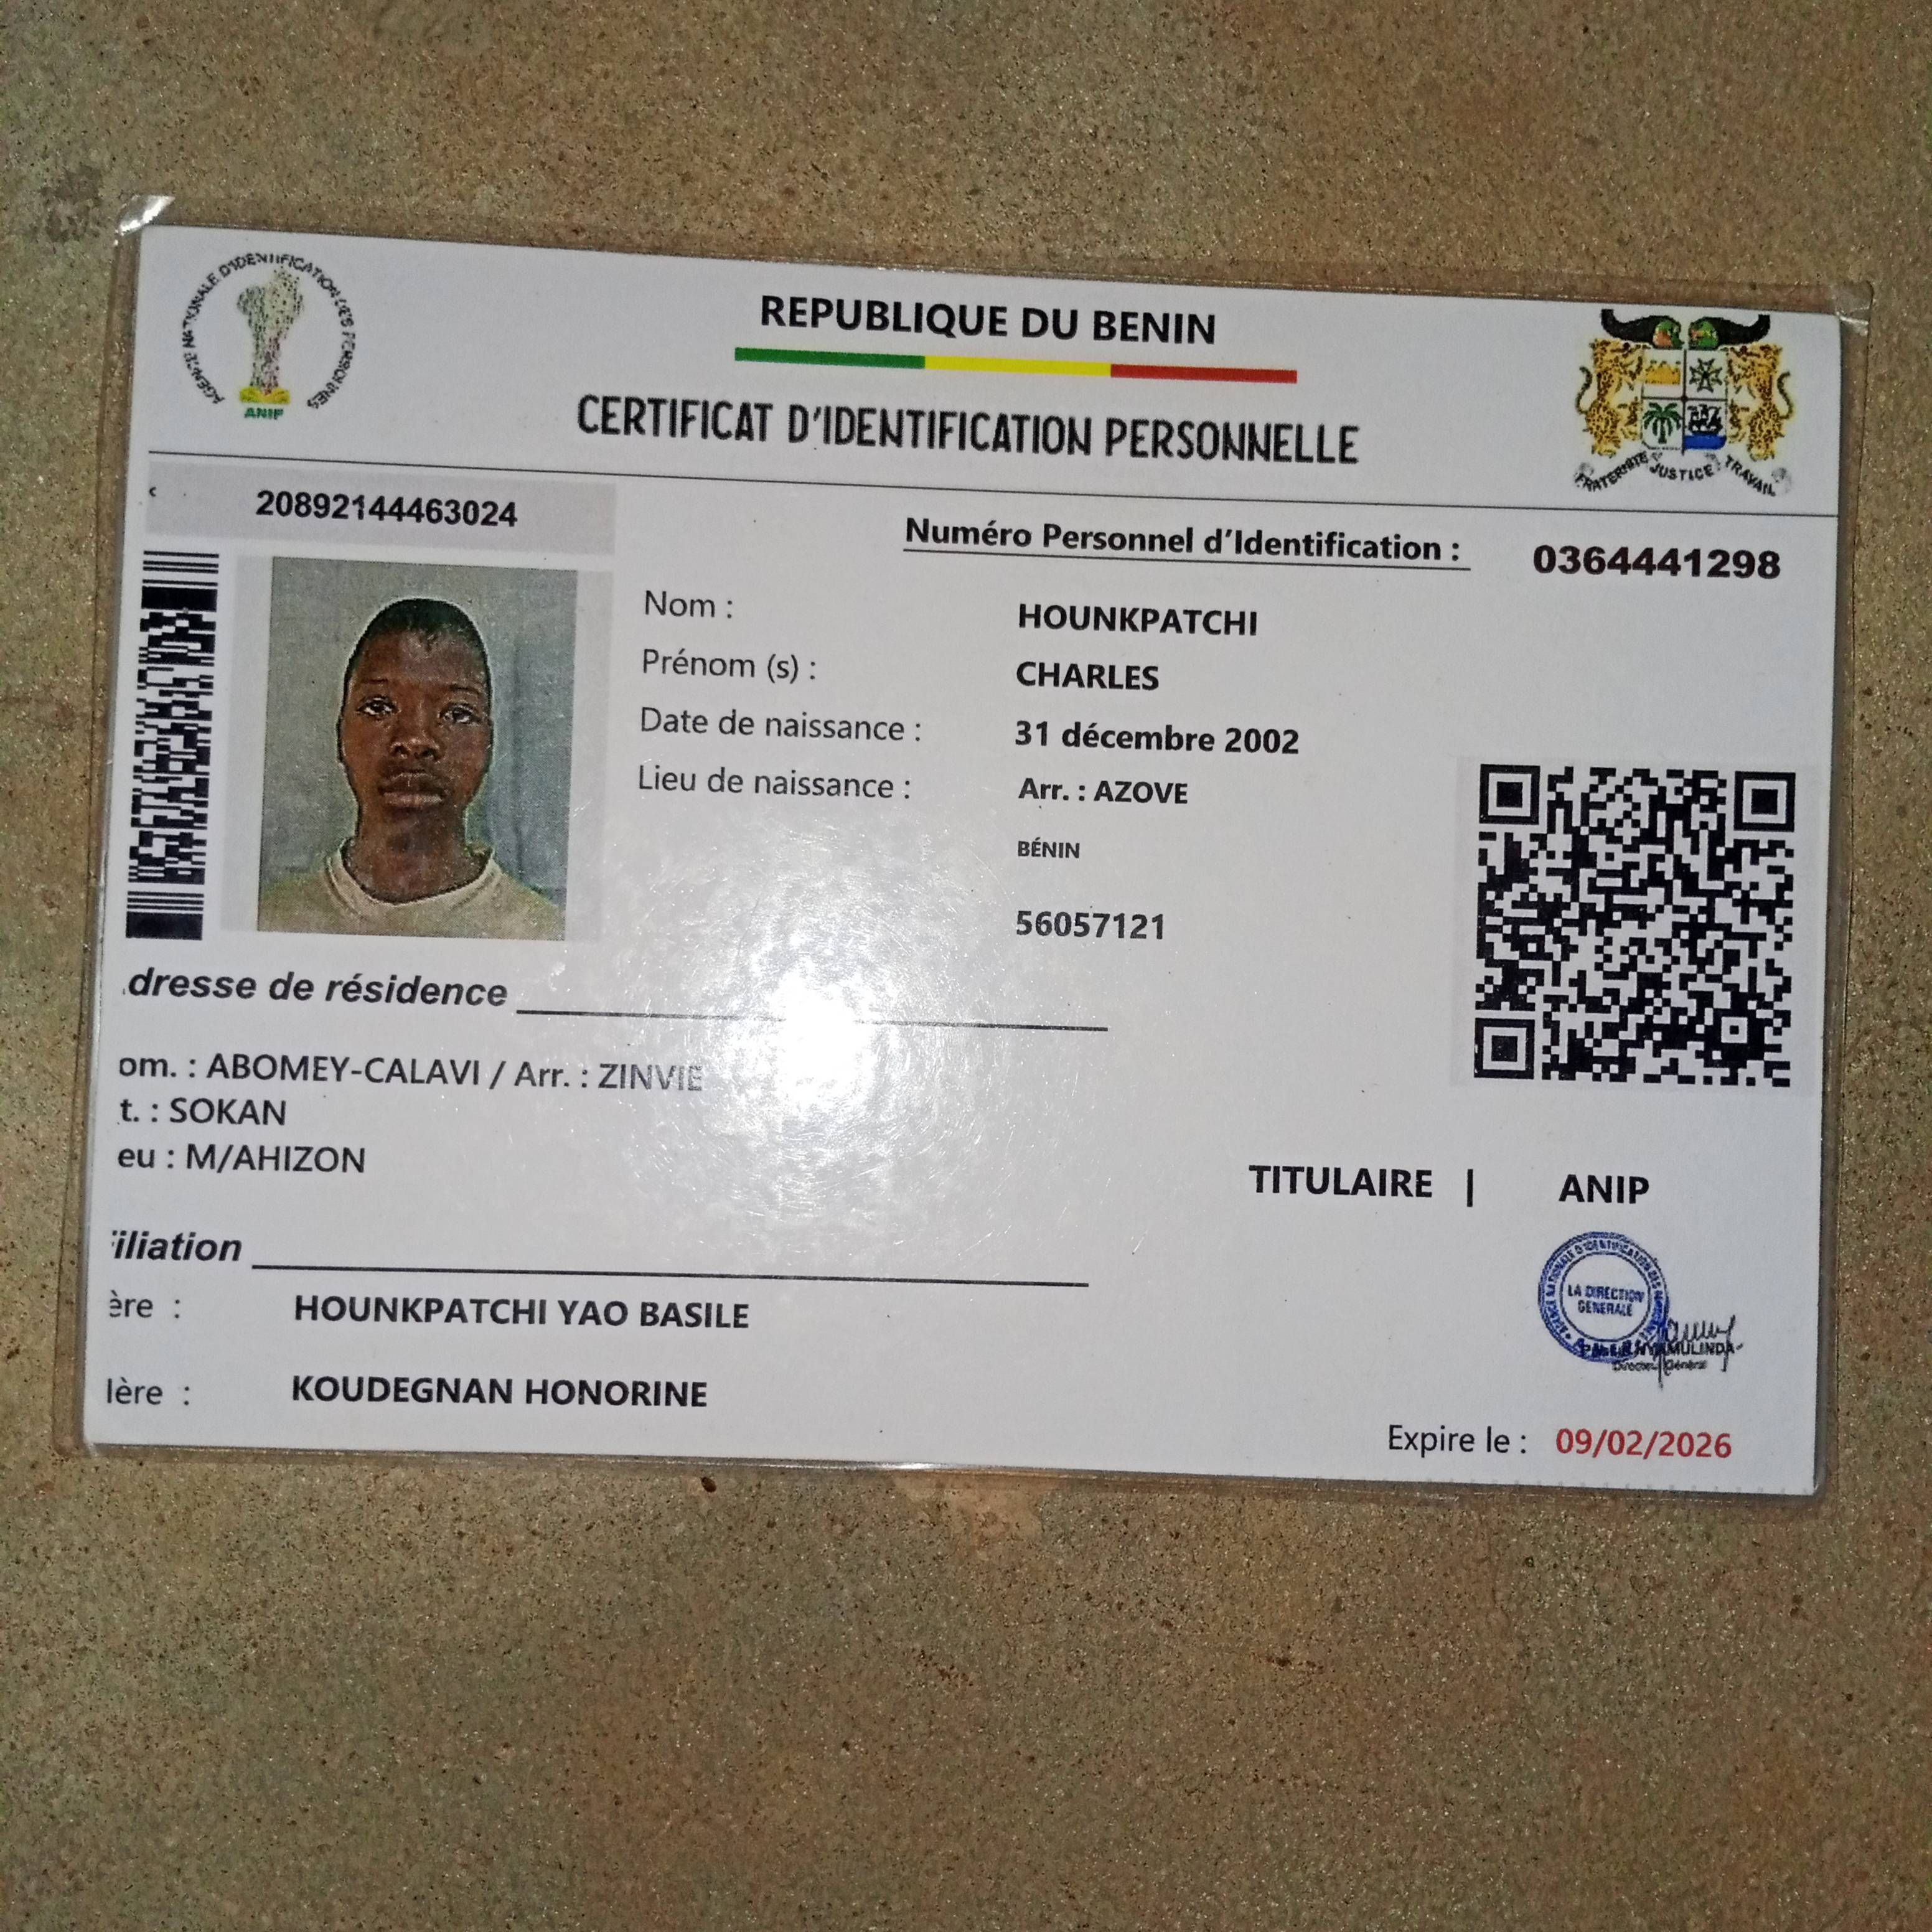 AGENCE NATIONALE D'IDENTIFICATION DES PERSONNES
ANIP
REPUBLIQUE DU BENIN
CERTIFICAT D'IDENTIFICATION PERSONNELLE
FRATERNITE JUSTICE TRAVAIL
20892144463024
Numéro Personnel d'Identification : 0364441298
Nom : HOUNKPATCHI
Prénom (s) : CHARLES
Date de naissance : 31 décembre 2002
Lieu de naissance : Arr. : AZOVE
BÉNIN
56057121
dresse de résidence
om. : ABOMEY-CALAVI / Arr. : ZINVIE
t. : SOKAN
eu : M/AHIZON
TITULAIRE | ANIP
iliation
ère : HOUNKPATCHI YAO BASILE
lère : KOUDEGNAN HONORINE
LA DIRECTION
GENERALE
Directeur Général
Expire le : 09/02/2026